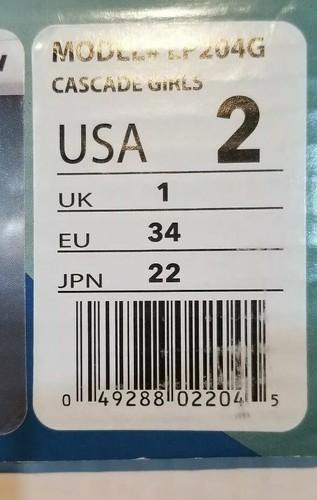 MODEL# LP204G
CASCADE GIRLS
USA 2
UK 1
EU 34
JPN 22
0 49288 02204 5